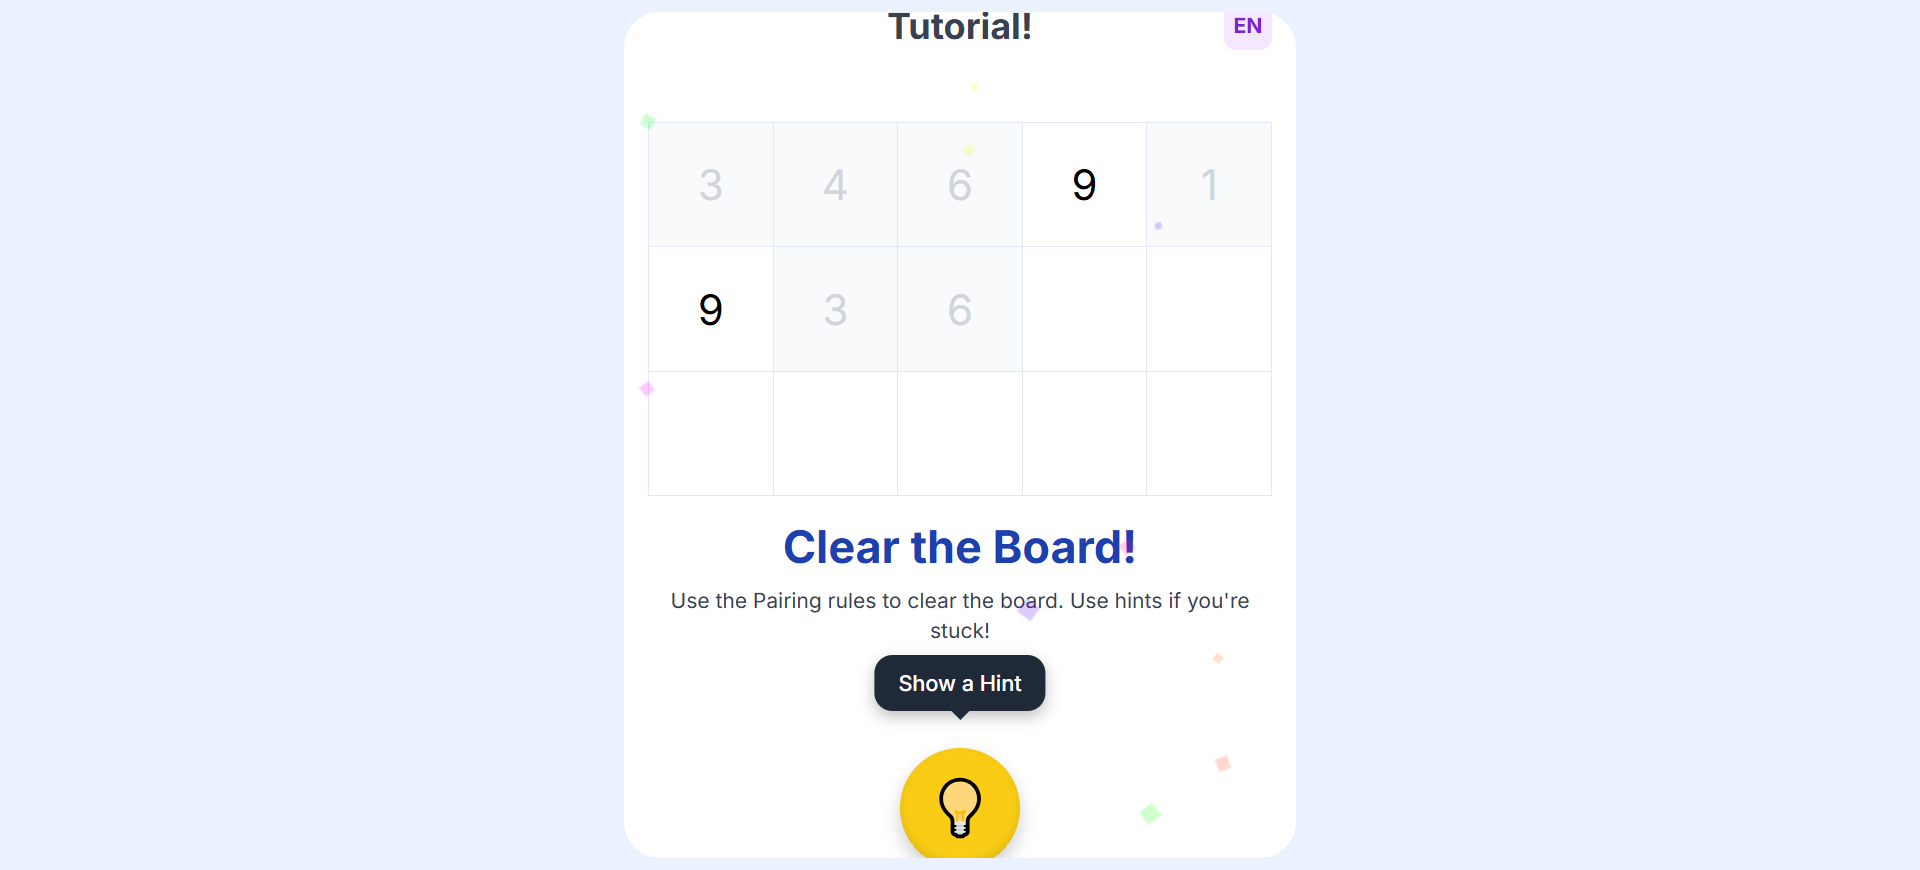 Tutorial!
EN
3 4 6 9 1
9 3 6
Clear the Board!
Use the Pairing rules to clear the board. Use hints if you're
stuck!
Show a Hint